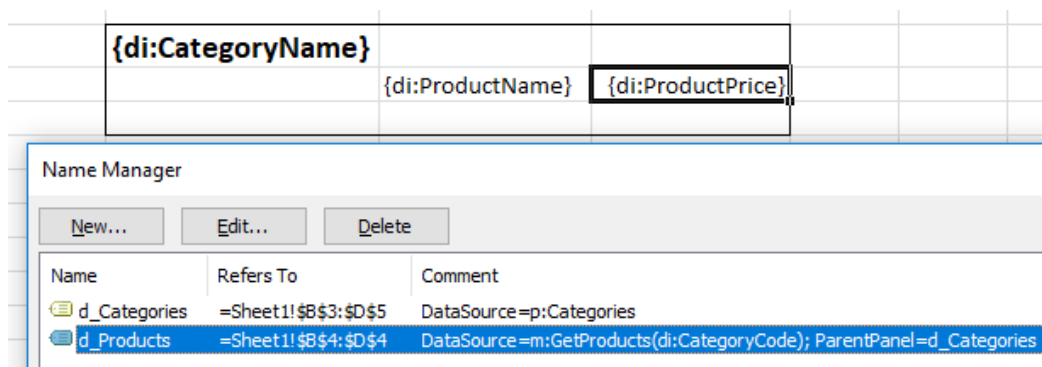 {di:CategoryName}
{di:ProductName} {di:ProductPrice}
Name Manager
New... Edit... Delete
Name Refers To Comment
d_Categories =Sheet1!$B$3:$D$5 DataSource=p:Categories
d_Products =Sheet1!$B$4:$D$4 DataSource=m:GetProducts(di:CategoryCode); ParentPanel=d_Categories